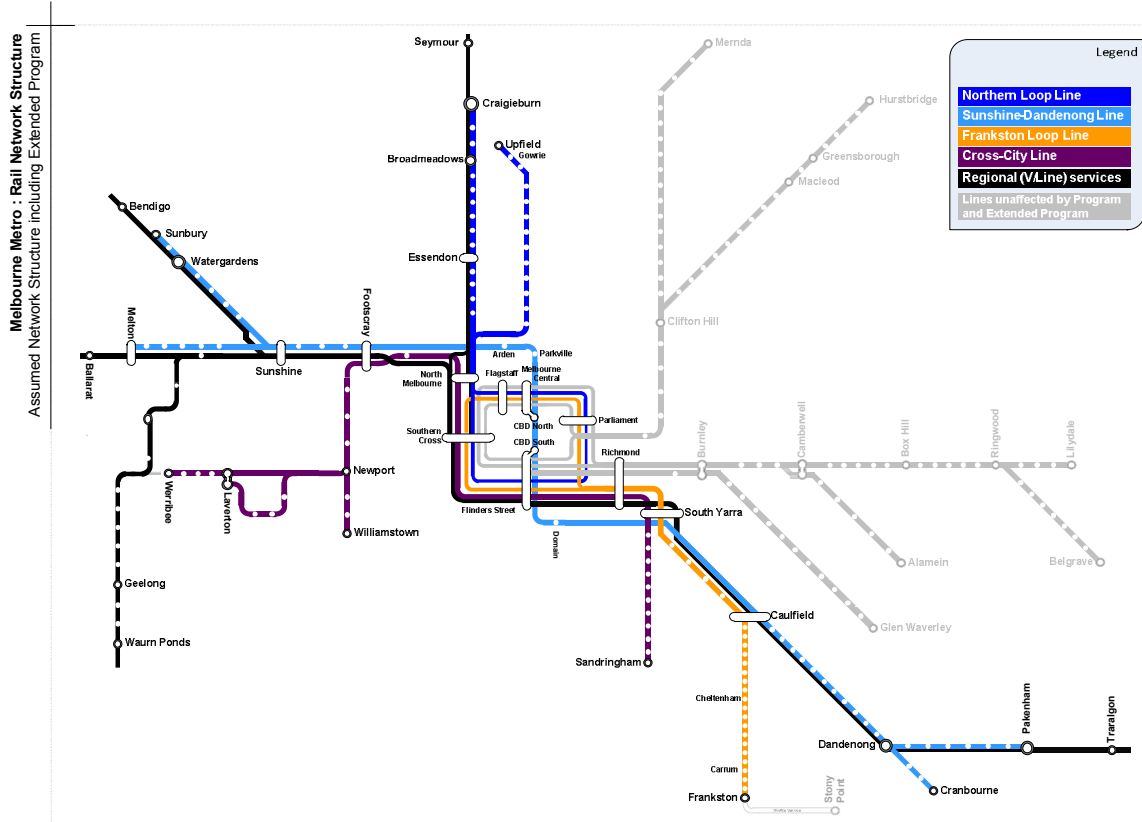 Melbourne Metro : Rail Network Structure
Assumed Network Structure including Extended Program
Legend
Northern Loop Line
Sunshine-Dandenong Line
Frankston Loop Line
Cross-City Line
Regional (V/Line) services
Lines unaffected by Program
and Extended Program
Seymour
Mernda
Craigieburn
Hurstbridge
Upfield
Gowrie
Broadmeadows
Greensborough
Macleod
Bendigo
Sunbury
Watergardens
Essendon
Melton
Footscray
Clifton Hill
Sunshine
Ballarat
Arden
Parkville
North
Melbourne
Flagstaff
Melbourne
Central
Parliament
CBD North
Southern
Cross
CBD South
Richmond
Burnley
Camberwell
Box Hill
Ringwood
Lilydale
Newport
Werribee
Laverton
Flinders Street
South Yarra
Williamstown
Domain
Alamein
Belgrave
Geelong
Caulfield
Glen Waverley
Waurn Ponds
Sandringham
Cheltenham
Dandenong
Pakenham
Traralgon
Carrum
Frankston
Cranbourne
Stony
Point